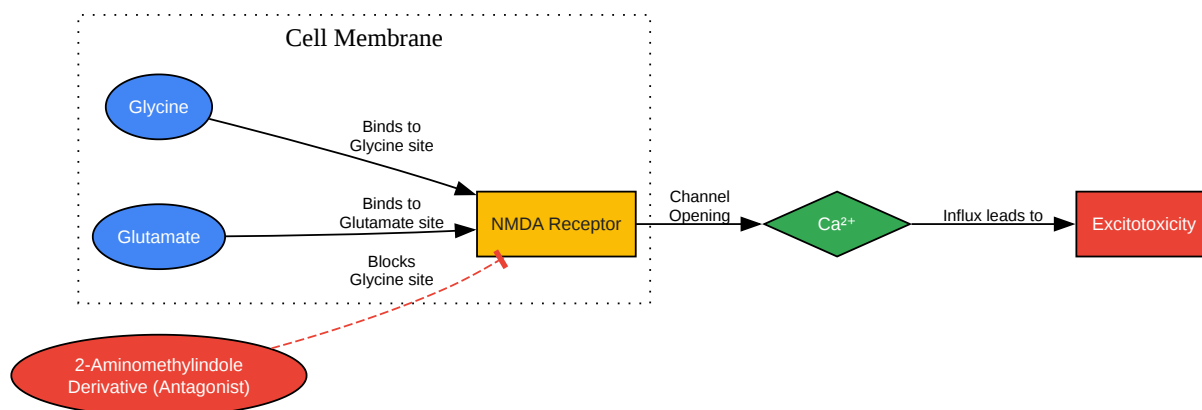 Cell Membrane
Glycine
Binds to
Glycine site
Glutamate
Binds to
Glutamate site
NMDA Receptor
Channel
Opening
Ca²⁺
Influx leads to
Excitotoxicity
Blocks
Glycine site
2-Aminomethylindole
Derivative (Antagonist)